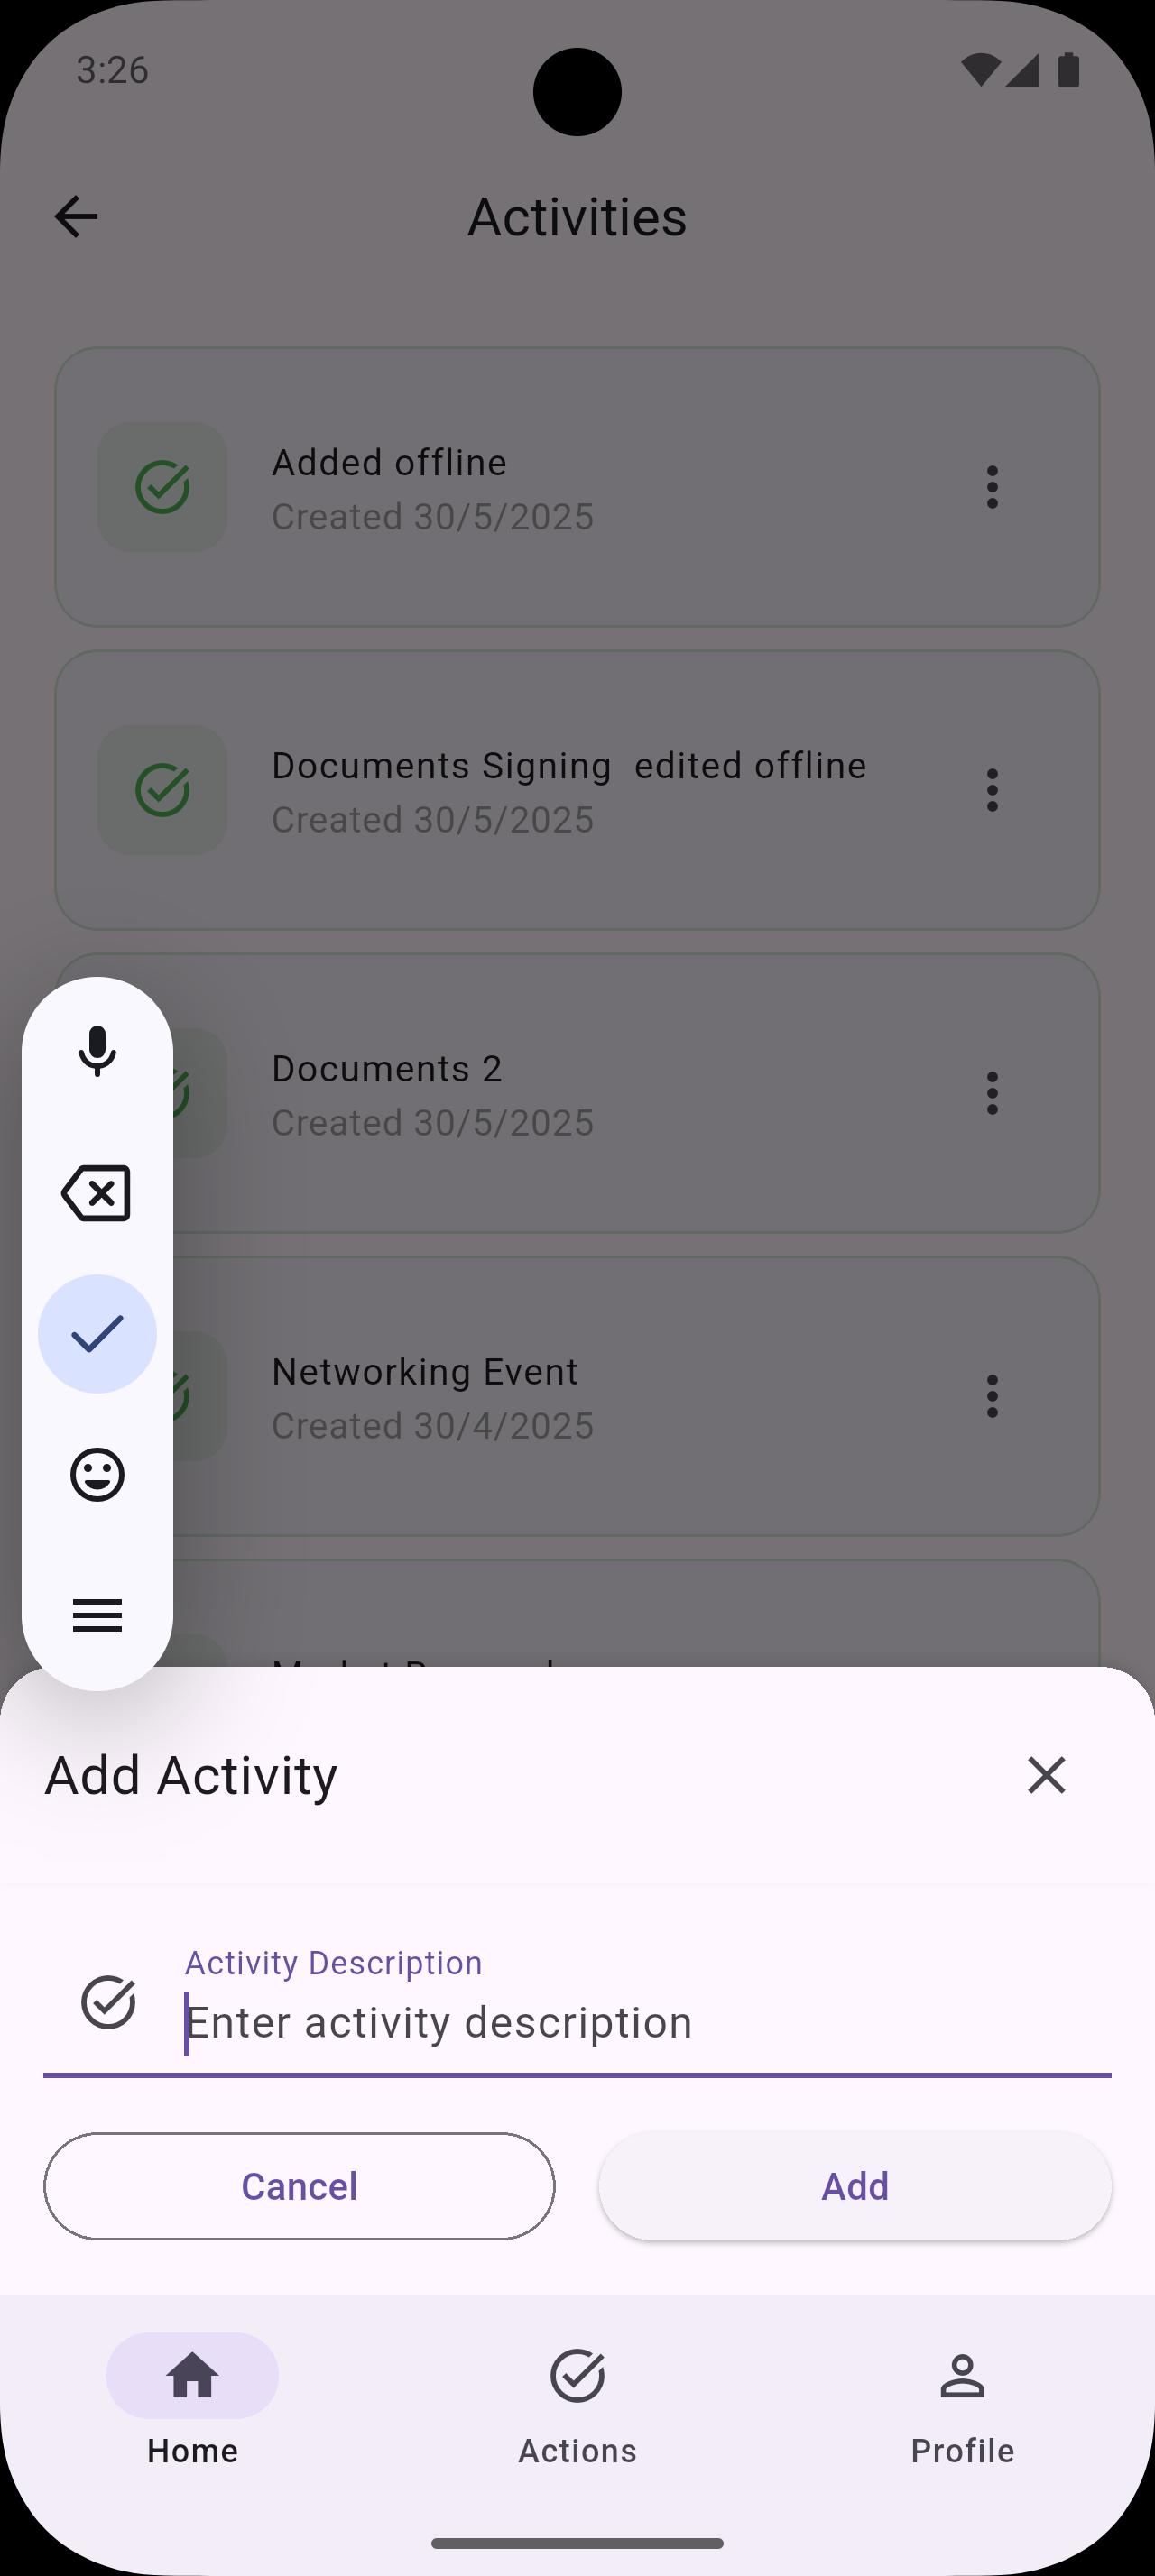 3:26
Activities
Added offline
Created 30/5/2025
Documents Signing  edited offline
Created 30/5/2025
Documents 2
Created 30/5/2025
Networking Event
Created 30/4/2025
Add Activity
Activity Description
Enter activity description
Cancel
Add
Home
Actions
Profile